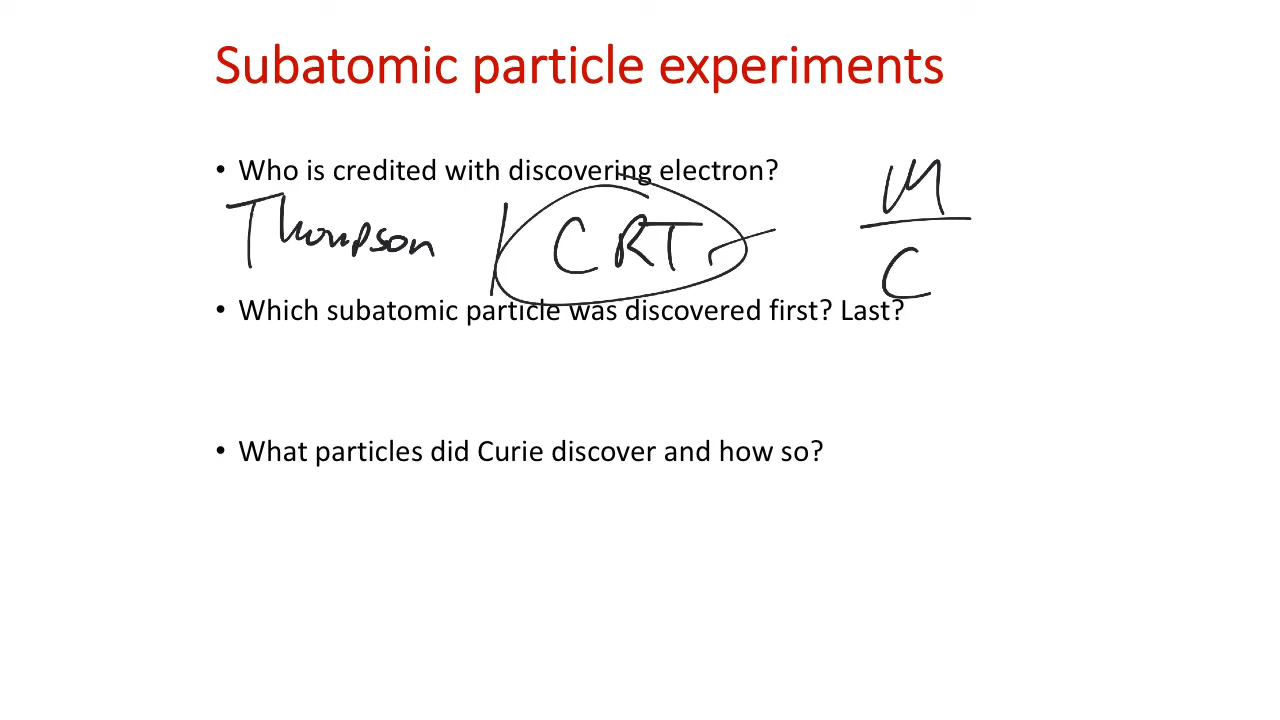 Subatomic particle experiments
• Who is credited with discovering electron?
Thompson | CRT M/C
• Which subatomic particle was discovered first? Last?
• What particles did Curie discover and how so?